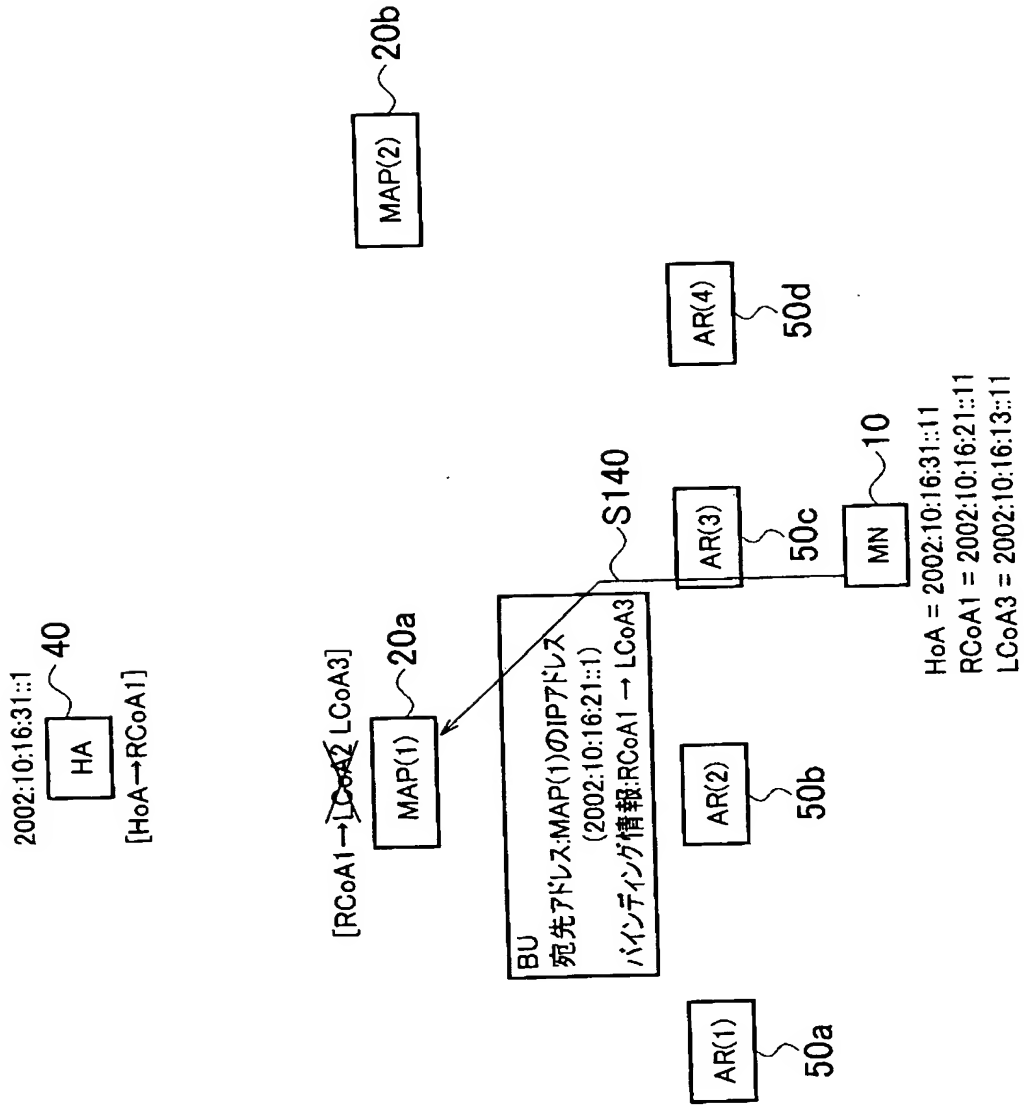 2002:10:16:31::1
HA
40
[HoA→RCoA1]
[RCoA1→LCoA2 LCoA3]
MAP(1)
20a
MAP(2)
20b
BU
宛先アドレス:MAP(1)のIPアドレス
(2002:10:16:21::1)
バインディング情報:RCoA1 → LCoA3
S140
AR(1)
50a
AR(2)
50b
AR(3)
50c
AR(4)
50d
MN
10
HoA = 2002:10:16:31::11
RCoA1 = 2002:10:16:21::11
LCoA3 = 2002:10:16:13::11